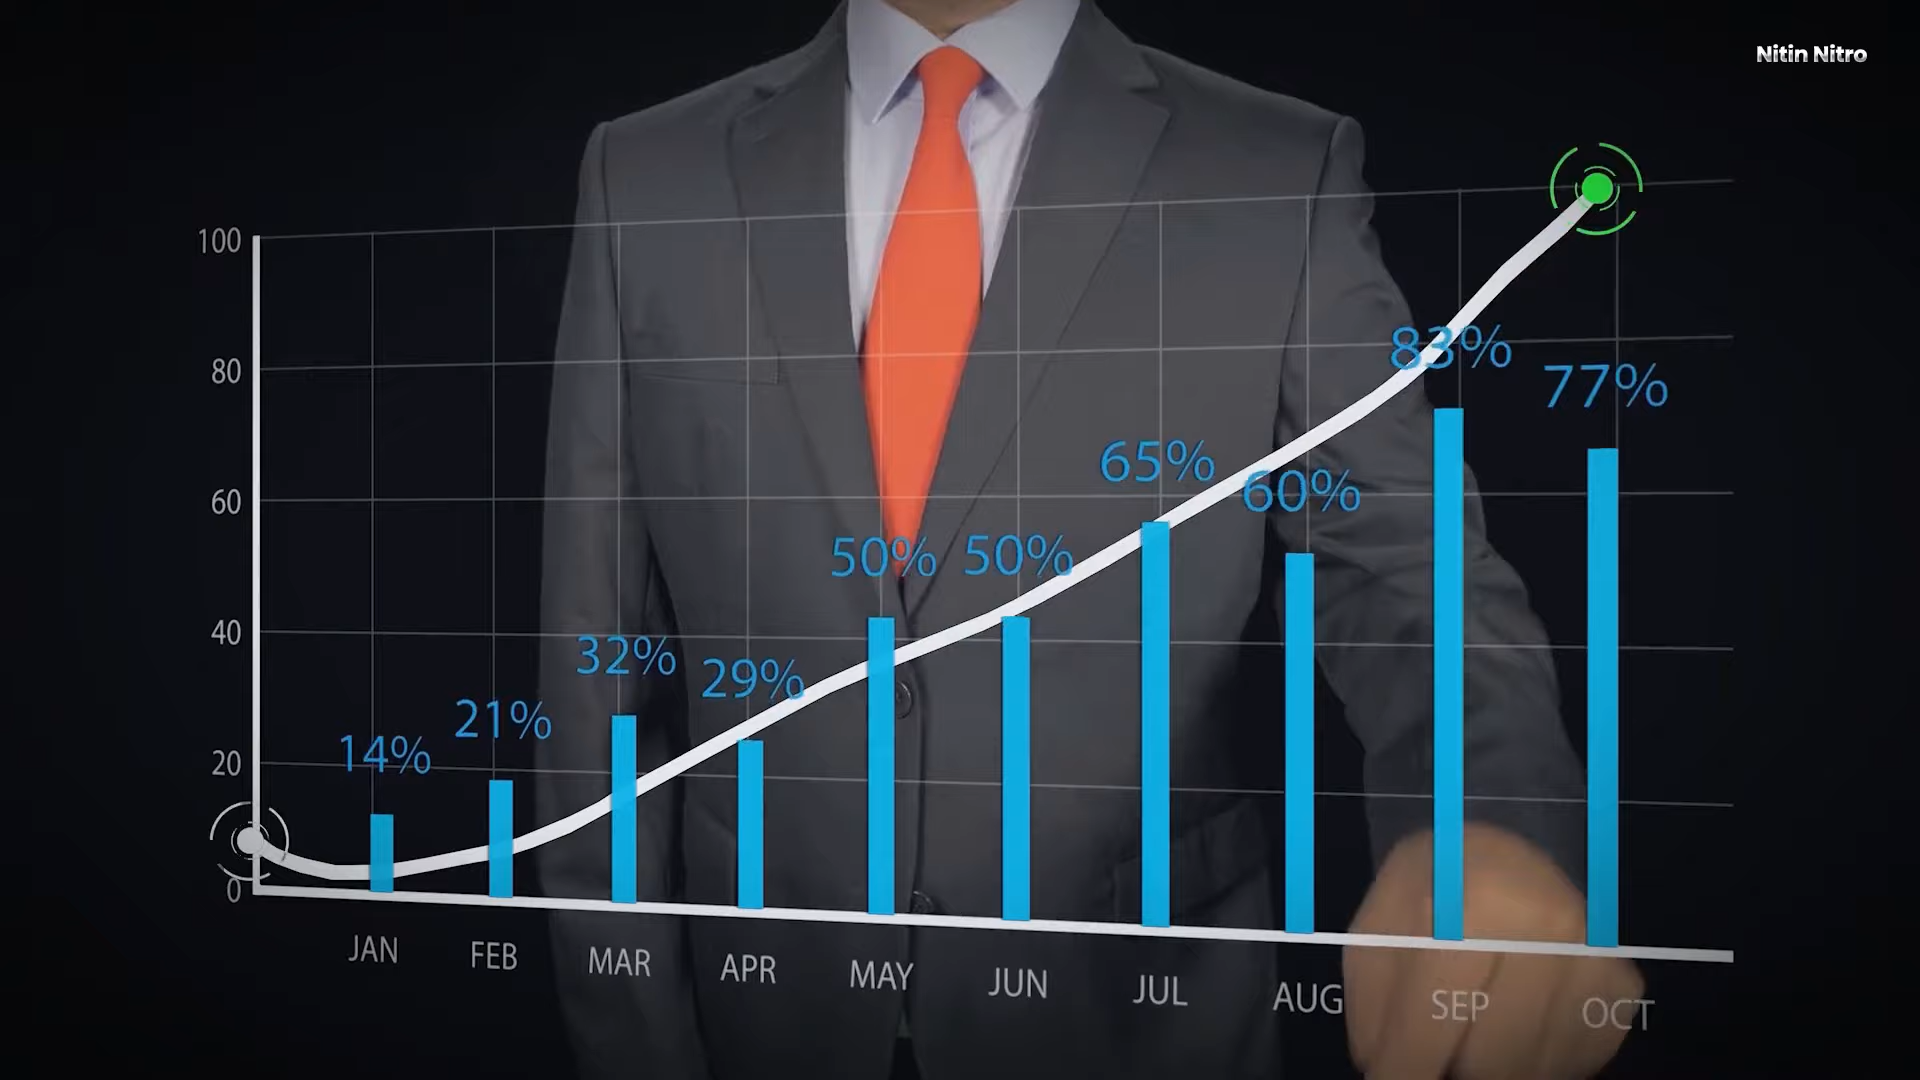 Nitin Nitro
100
80
60
40
20
0
14%
21%
32%
29%
50%
50%
65%
60%
83%
77%
JAN
FEB
MAR
APR
MAY
JUN
JUL
AUG
SEP
OCT